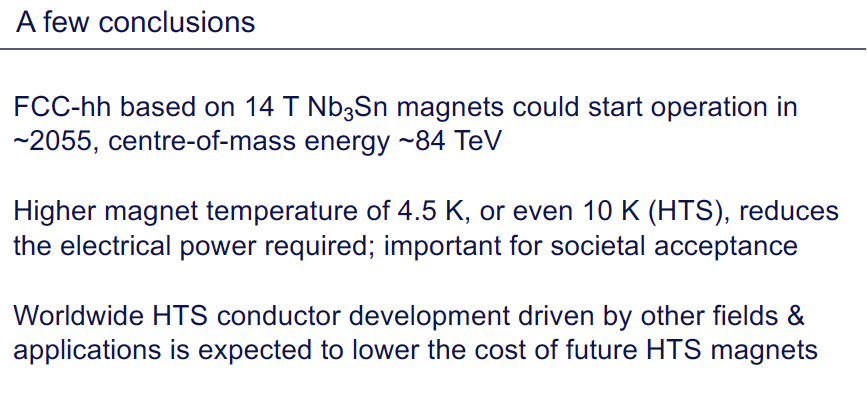 A few conclusions
FCC-hh based on 14 T Nb₃Sn magnets could start operation in
~2055, centre-of-mass energy ~84 TeV
Higher magnet temperature of 4.5 K, or even 10 K (HTS), reduces
the electrical power required; important for societal acceptance
Worldwide HTS conductor development driven by other fields &
applications is expected to lower the cost of future HTS magnets